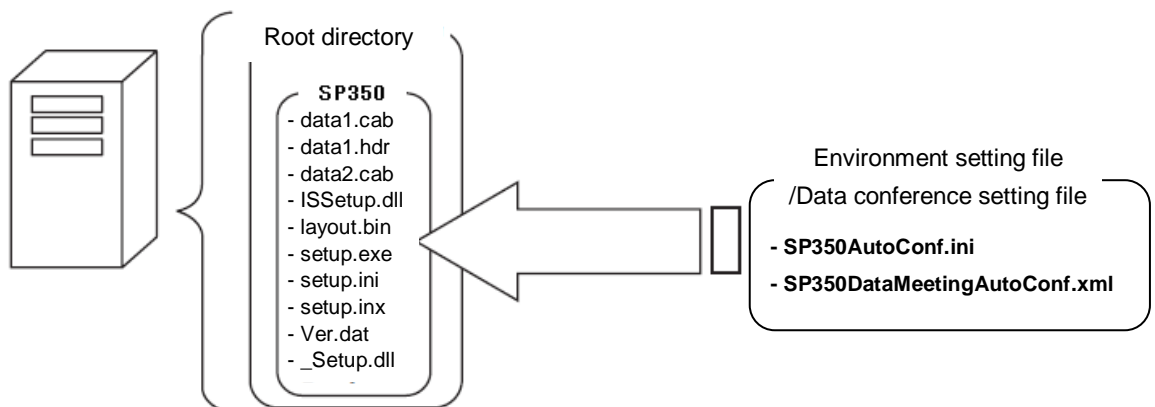 Root directory
SP350
- data1.cab
- data1.hdr
- data2.cab
- ISSetup.dll
- layout.bin
- setup.exe
- setup.ini
- setup.inx
- Ver.dat
- _Setup.dll
Environment setting file
/Data conference setting file
- SP350AutoConf.ini
- SP350DataMeetingAutoConf.xml